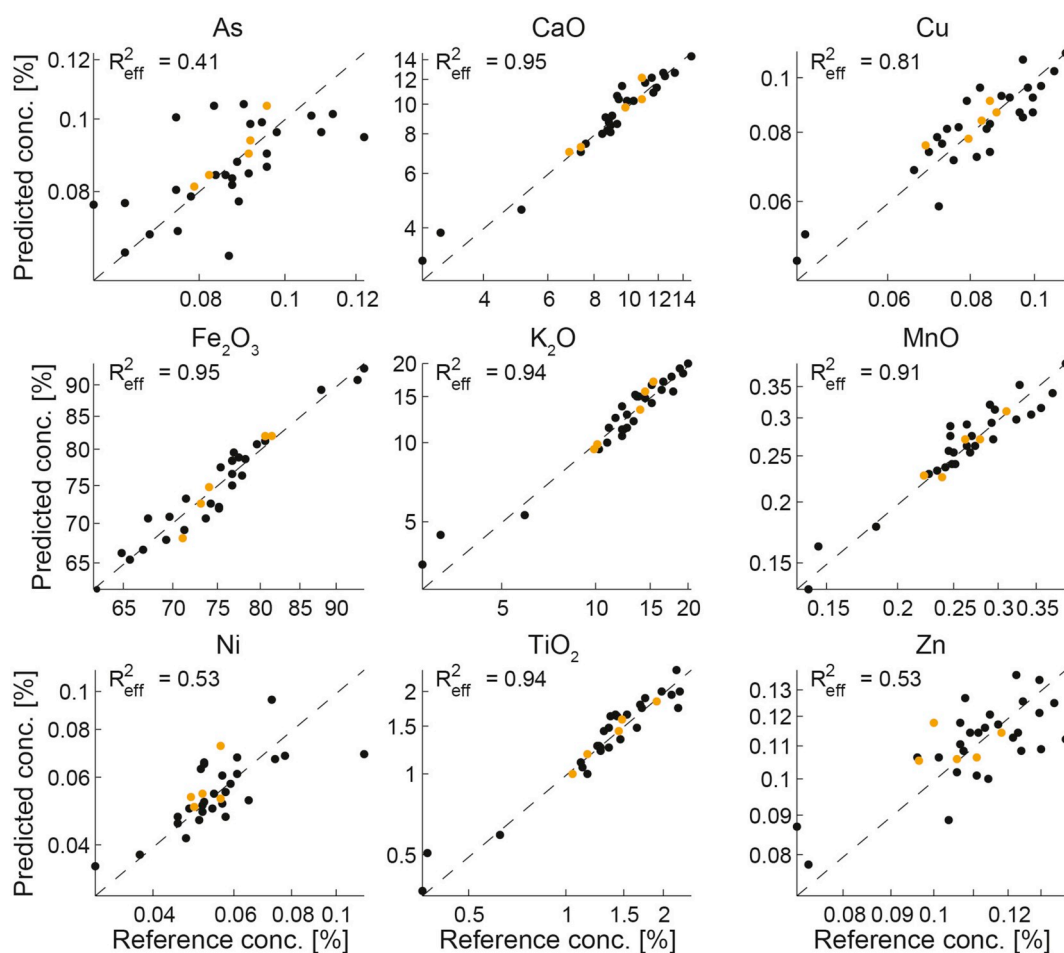 As
CaO
Cu
R²eff = 0.41
R²eff = 0.95
R²eff = 0.81
Predicted conc. [%]
0.12
0.1
0.08
14
12
10
8
6
4
0.1
0.08
0.06
0.08 0.1 0.12
4 6 8 10 12 14
0.06 0.08 0.1
Fe₂O₃
K₂O
MnO
R²eff = 0.95
R²eff = 0.94
R²eff = 0.91
Predicted conc. [%]
90
85
80
75
70
65
20
15
10
5
0.35
0.3
0.25
0.2
0.15
65 70 75 80 85 90
5 10 15 20
0.15 0.2 0.25 0.3 0.35
Ni
TiO₂
Zn
R²eff = 0.53
R²eff = 0.94
R²eff = 0.53
Predicted conc. [%]
0.1
0.06
0.04
2
1.5
1
0.5
0.13
0.12
0.11
0.1
0.09
0.08
0.04 0.06 0.08 0.1
0.5 1 1.5 2
0.08 0.09 0.1 0.12
Reference conc. [%]
Reference conc. [%]
Reference conc. [%]